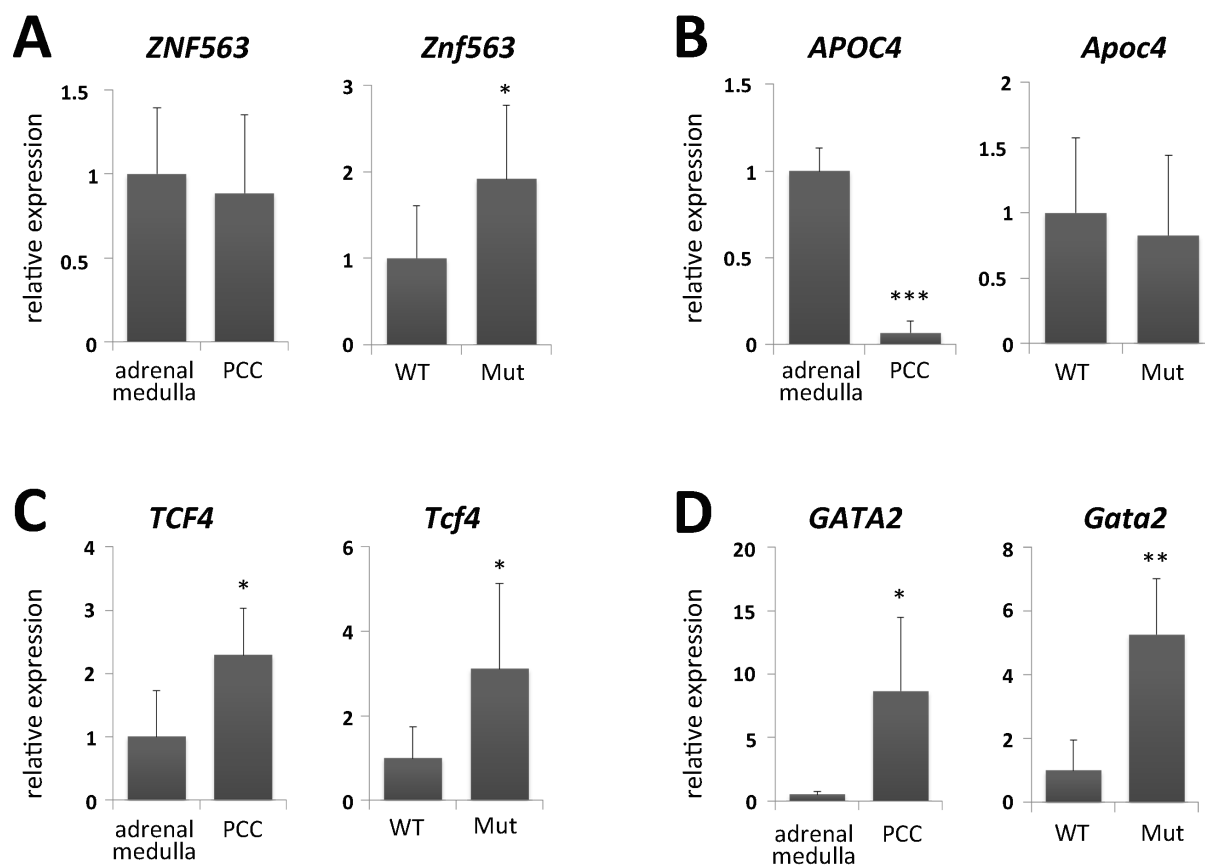 A
ZNF563
Znf563
relative expression
1.5
1
0.5
0
adrenal
medulla
PCC
3
*
2
1
0
WT
Mut
B
APOC4
Apoc4
relative expression
1.5
1
0.5
0
***
adrenal
medulla
PCC
2
1.5
1
0.5
0
WT
Mut
C
TCF4
Tcf4
relative expression
4
3
2
1
0
*
adrenal
medulla
PCC
6
4
2
0
*
WT
Mut
D
GATA2
Gata2
relative expression
20
15
10
5
0
*
adrenal
medulla
PCC
8
6
4
2
0
**
WT
Mut